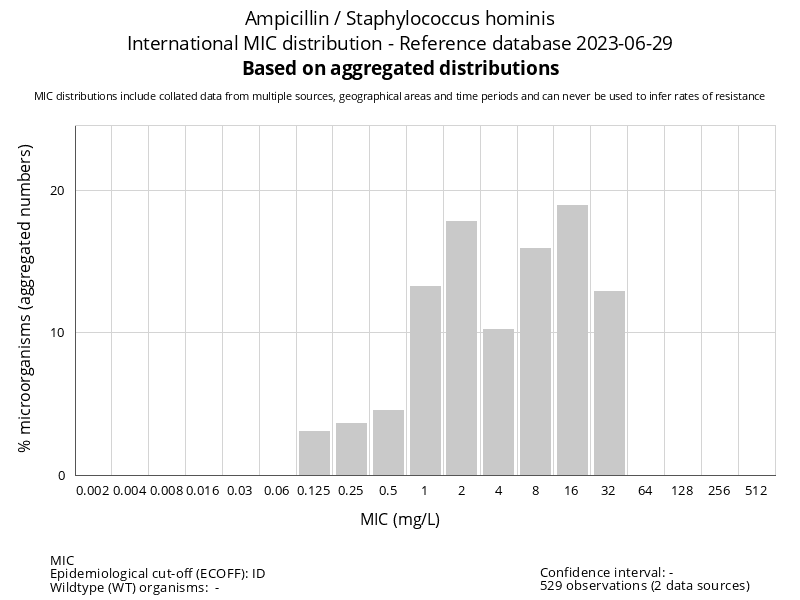 Ampicillin / Staphylococcus hominis
International MIC distribution - Reference database 2023-06-29
Based on aggregated distributions
MIC distributions include collated data from multiple sources, geographical areas and time periods and can never be used to infer rates of resistance
% microorganisms (aggregated numbers)
20
10
0
0.002 0.004 0.008 0.016 0.03 0.06 0.125 0.25 0.5 1 2 4 8 16 32 64 128 256 512
MIC (mg/L)
MIC
Epidemiological cut-off (ECOFF): ID
Wildtype (WT) organisms: -
Confidence interval: -
529 observations (2 data sources)